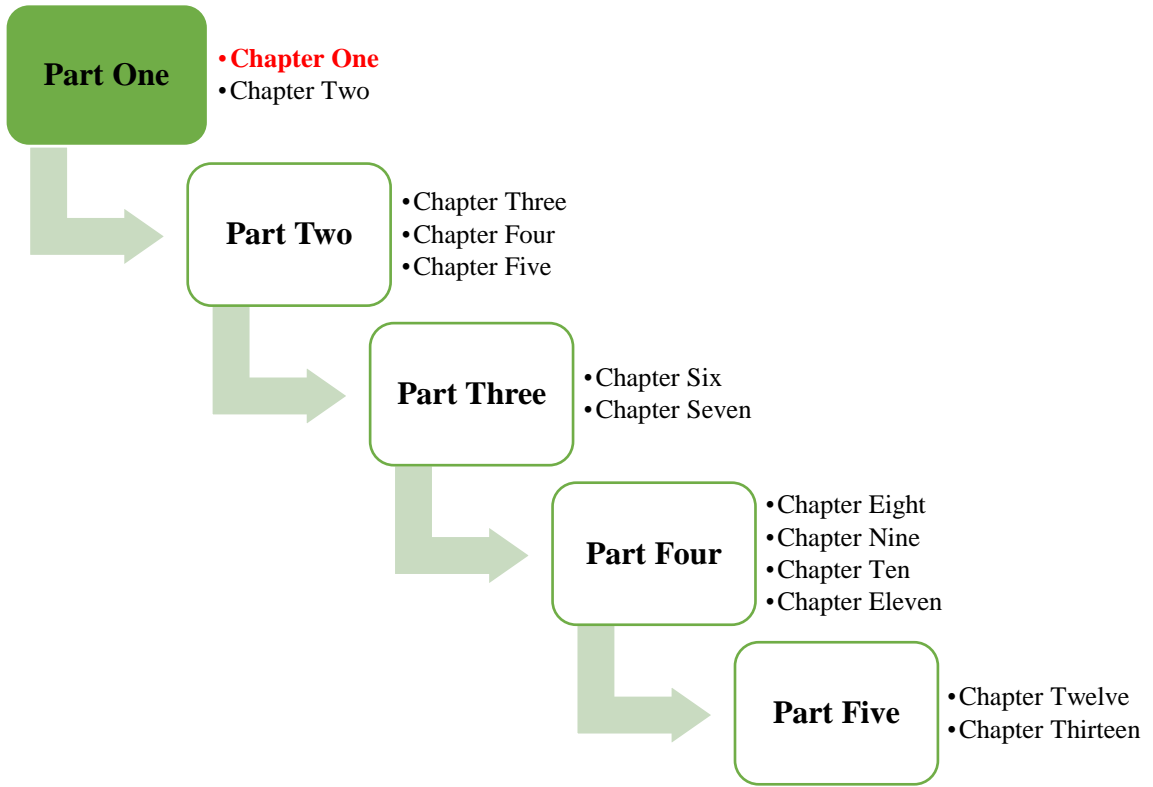 Part One
•Chapter One
•Chapter Two
Part Two
•Chapter Three
•Chapter Four
•Chapter Five
Part Three
•Chapter Six
•Chapter Seven
Part Four
•Chapter Eight
•Chapter Nine
•Chapter Ten
•Chapter Eleven
Part Five
•Chapter Twelve
•Chapter Thirteen